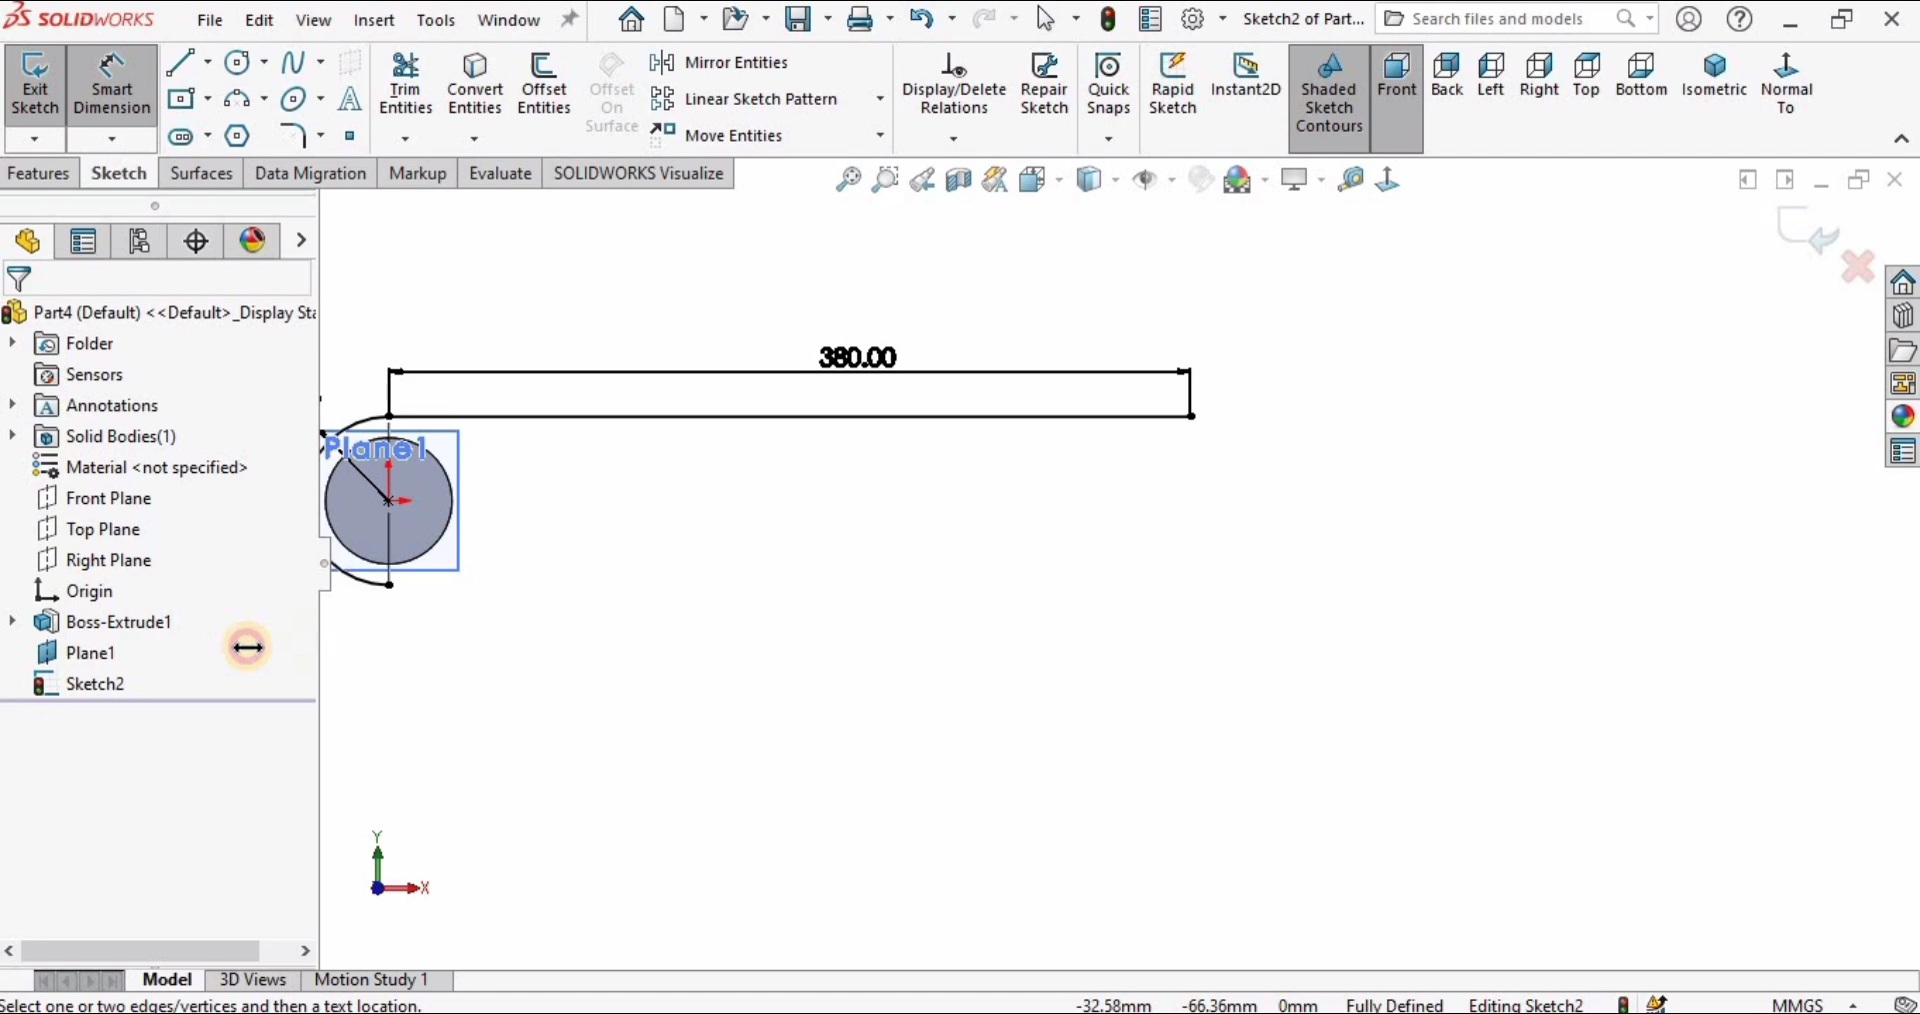 SOLIDWORKS
File Edit View Insert Tools Window
Sketch2 of Part...
Search files and models
Exit Sketch
Smart Dimension
Trim Entities
Convert Entities
Offset Entities
Offset On Surface
Mirror Entities
Linear Sketch Pattern
Move Entities
Display/Delete Relations
Repair Sketch
Quick Snaps
Rapid Sketch
Instant2D
Shaded Sketch Contours
Front Back Left Right Top Bottom Isometric
Normal To
Features Sketch Surfaces Data Migration Markup Evaluate SOLIDWORKS Visualize
Part4 (Default) <<Default>_Display Sta
Folder
Sensors
Annotations
Solid Bodies(1)
Material <not specified>
Front Plane
Top Plane
Right Plane
Origin
Boss-Extrude1
Plane1
Sketch2
380.00
Plane1
Y
X
Model 3D Views Motion Study 1
Select one or two edges/vertices and then a text location.
-32.58mm -66.36mm 0mm Fully Defined Editing Sketch2 MMGS